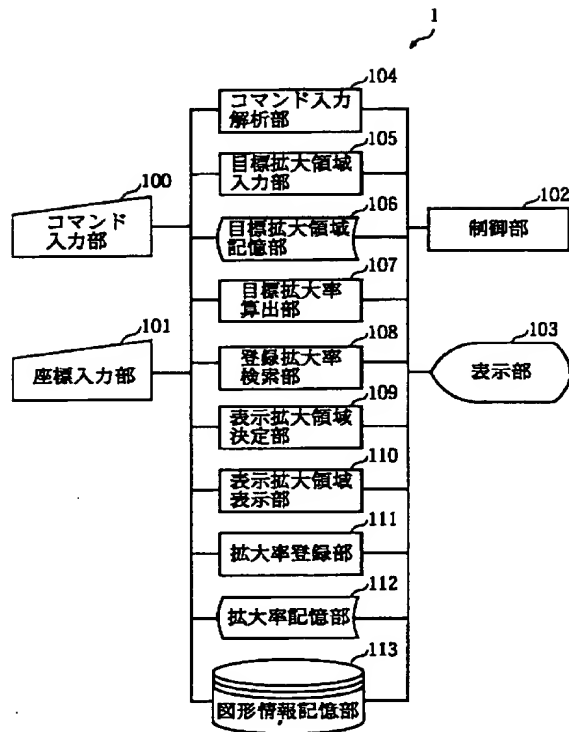 1
104
コマンド入力
解析部
105
目標拡大領域
入力部
100
コマンド
入力部
106
目標拡大領域
記憶部
102
制御部
107
目標拡大率
算出部
101
座標入力部
108
登録拡大率
検索部
103
表示部
109
表示拡大領域
決定部
110
表示拡大領域
表示部
111
拡大率登録部
112
拡大率記憶部
113
図形情報記憶部